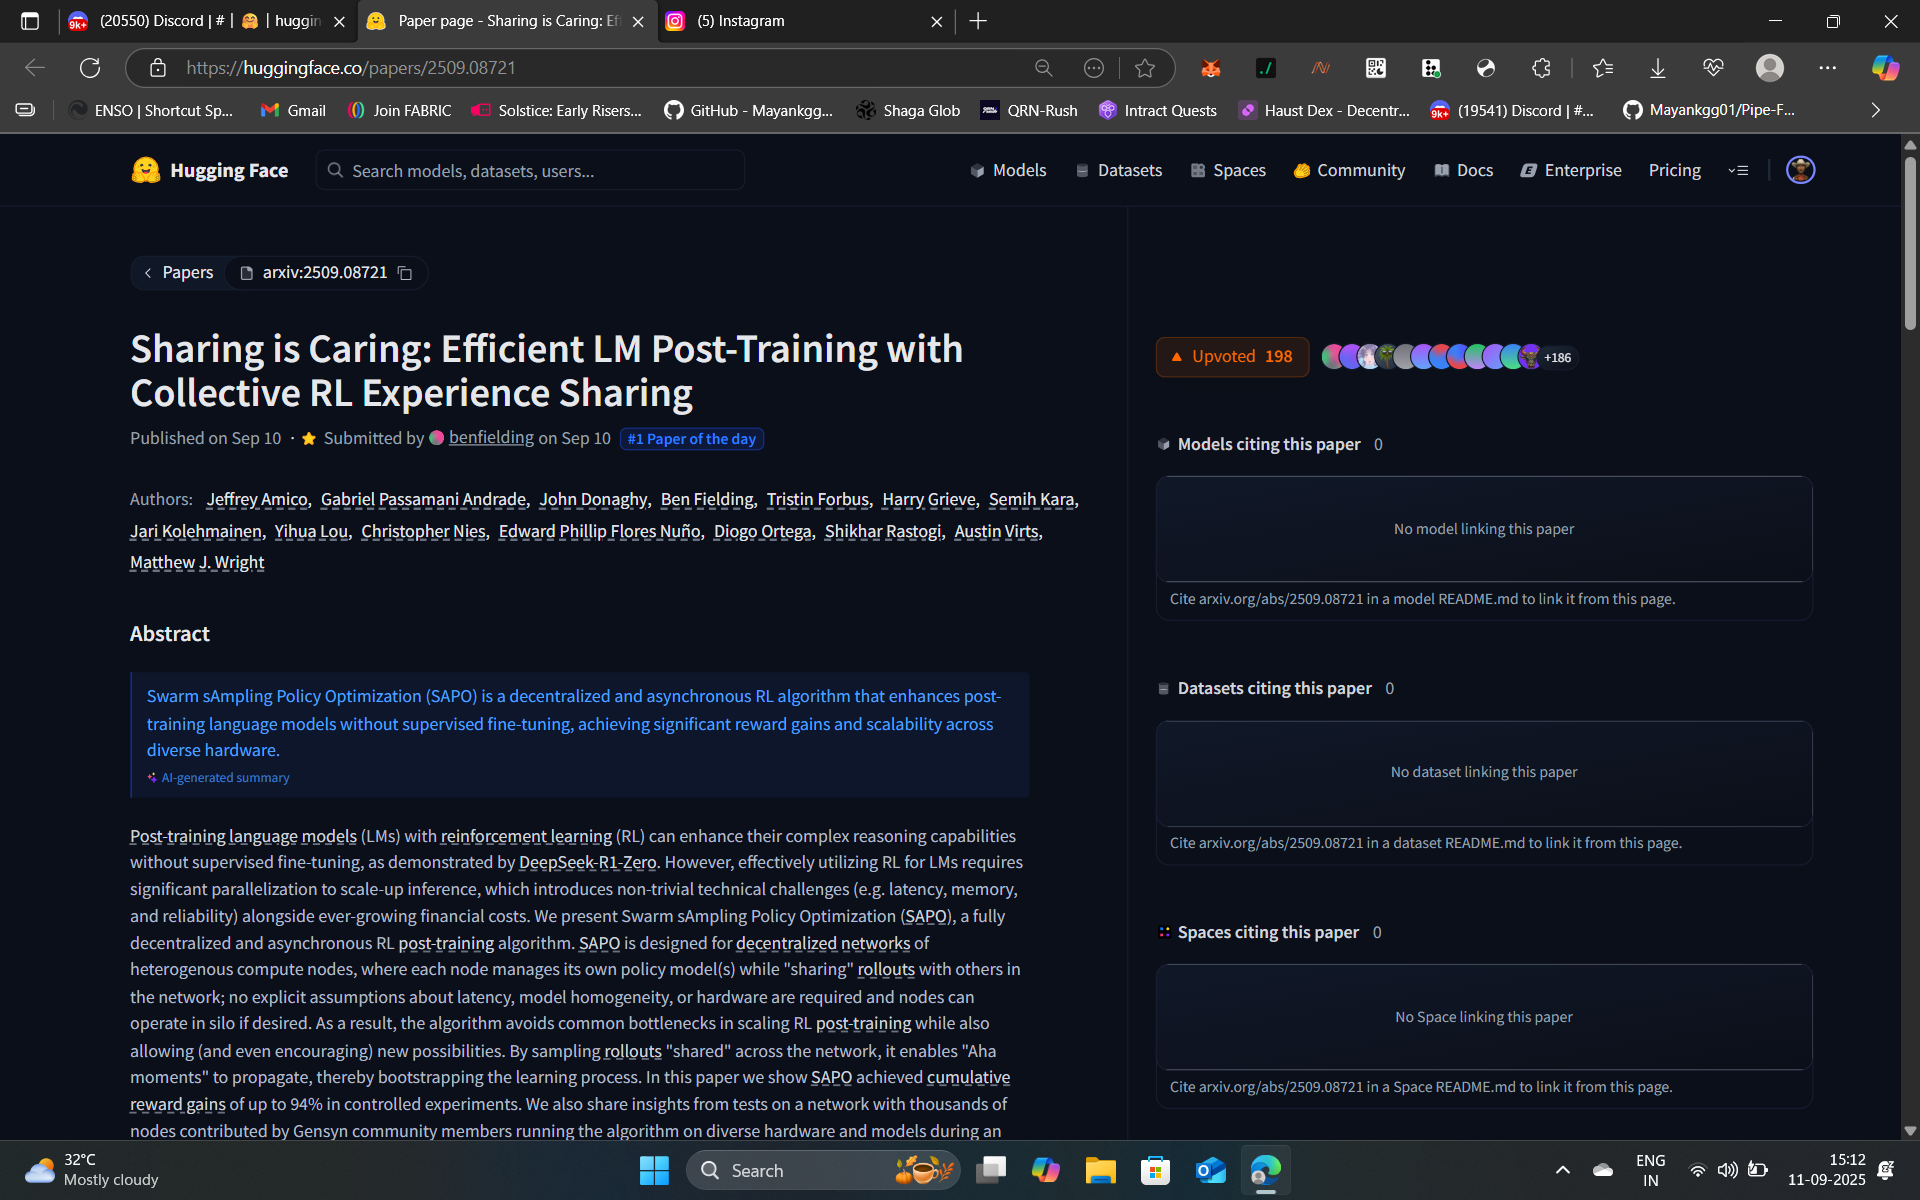 (20550) Discord | # | 🤗 | huggin
Paper page - Sharing is Caring: Ef
(5) Instagram
https://huggingface.co/papers/2509.08721
ENSO | Shortcut Sp...
Gmail
Join FABRIC
Solstice: Early Risers...
GitHub - Mayankgg...
Shaga Glob
QRN-Rush
Intract Quests
Haust Dex - Decentr...
(19541) Discord | #...
Mayankgg01/Pipe-F...
Hugging Face
Search models, datasets, users...
Models
Datasets
Spaces
Community
Docs
Enterprise
Pricing
Papers
arxiv:2509.08721
Sharing is Caring: Efficient LM Post-Training with
Collective RL Experience Sharing
Published on Sep 10 · Submitted by benfielding on Sep 10 #1 Paper of the day
Authors: Jeffrey Amico, Gabriel Passamani Andrade, John Donaghy, Ben Fielding, Tristin Forbus, Harry Grieve, Semih Kara,
Jari Kolehmainen, Yihua Lou, Christopher Nies, Edward Phillip Flores Nuño, Diogo Ortega, Shikhar Rastogi, Austin Virts,
Matthew J. Wright
Abstract
Swarm sAmpling Policy Optimization (SAPO) is a decentralized and asynchronous RL algorithm that enhances post-
training language models without supervised fine-tuning, achieving significant reward gains and scalability across
diverse hardware.
AI-generated summary
Post-training language models (LMs) with reinforcement learning (RL) can enhance their complex reasoning capabilities
without supervised fine-tuning, as demonstrated by DeepSeek-R1-Zero. However, effectively utilizing RL for LMs requires
significant parallelization to scale-up inference, which introduces non-trivial technical challenges (e.g. latency, memory,
and reliability) alongside ever-growing financial costs. We present Swarm sAmpling Policy Optimization (SAPO), a fully
decentralized and asynchronous RL post-training algorithm. SAPO is designed for decentralized networks of
heterogenous compute nodes, where each node manages its own policy model(s) while "sharing" rollouts with others in
the network; no explicit assumptions about latency, model homogeneity, or hardware are required and nodes can
operate in silo if desired. As a result, the algorithm avoids common bottlenecks in scaling RL post-training while also
allowing (and even encouraging) new possibilities. By sampling rollouts "shared" across the network, it enables "Aha
moments" to propagate, thereby bootstrapping the learning process. In this paper we show SAPO achieved cumulative
reward gains of up to 94% in controlled experiments. We also share insights from tests on a network with thousands of
nodes contributed by Gensyn community members running the algorithm on diverse hardware and models during an
Upvoted 198
+186
Models citing this paper 0
No model linking this paper
Cite arxiv.org/abs/2509.08721 in a model README.md to link it from this page.
Datasets citing this paper 0
No dataset linking this paper
Cite arxiv.org/abs/2509.08721 in a dataset README.md to link it from this page.
Spaces citing this paper 0
No Space linking this paper
Cite arxiv.org/abs/2509.08721 in a Space README.md to link it from this page.
32°C
Mostly cloudy
Search
ENG
IN
15:12
11-09-2025